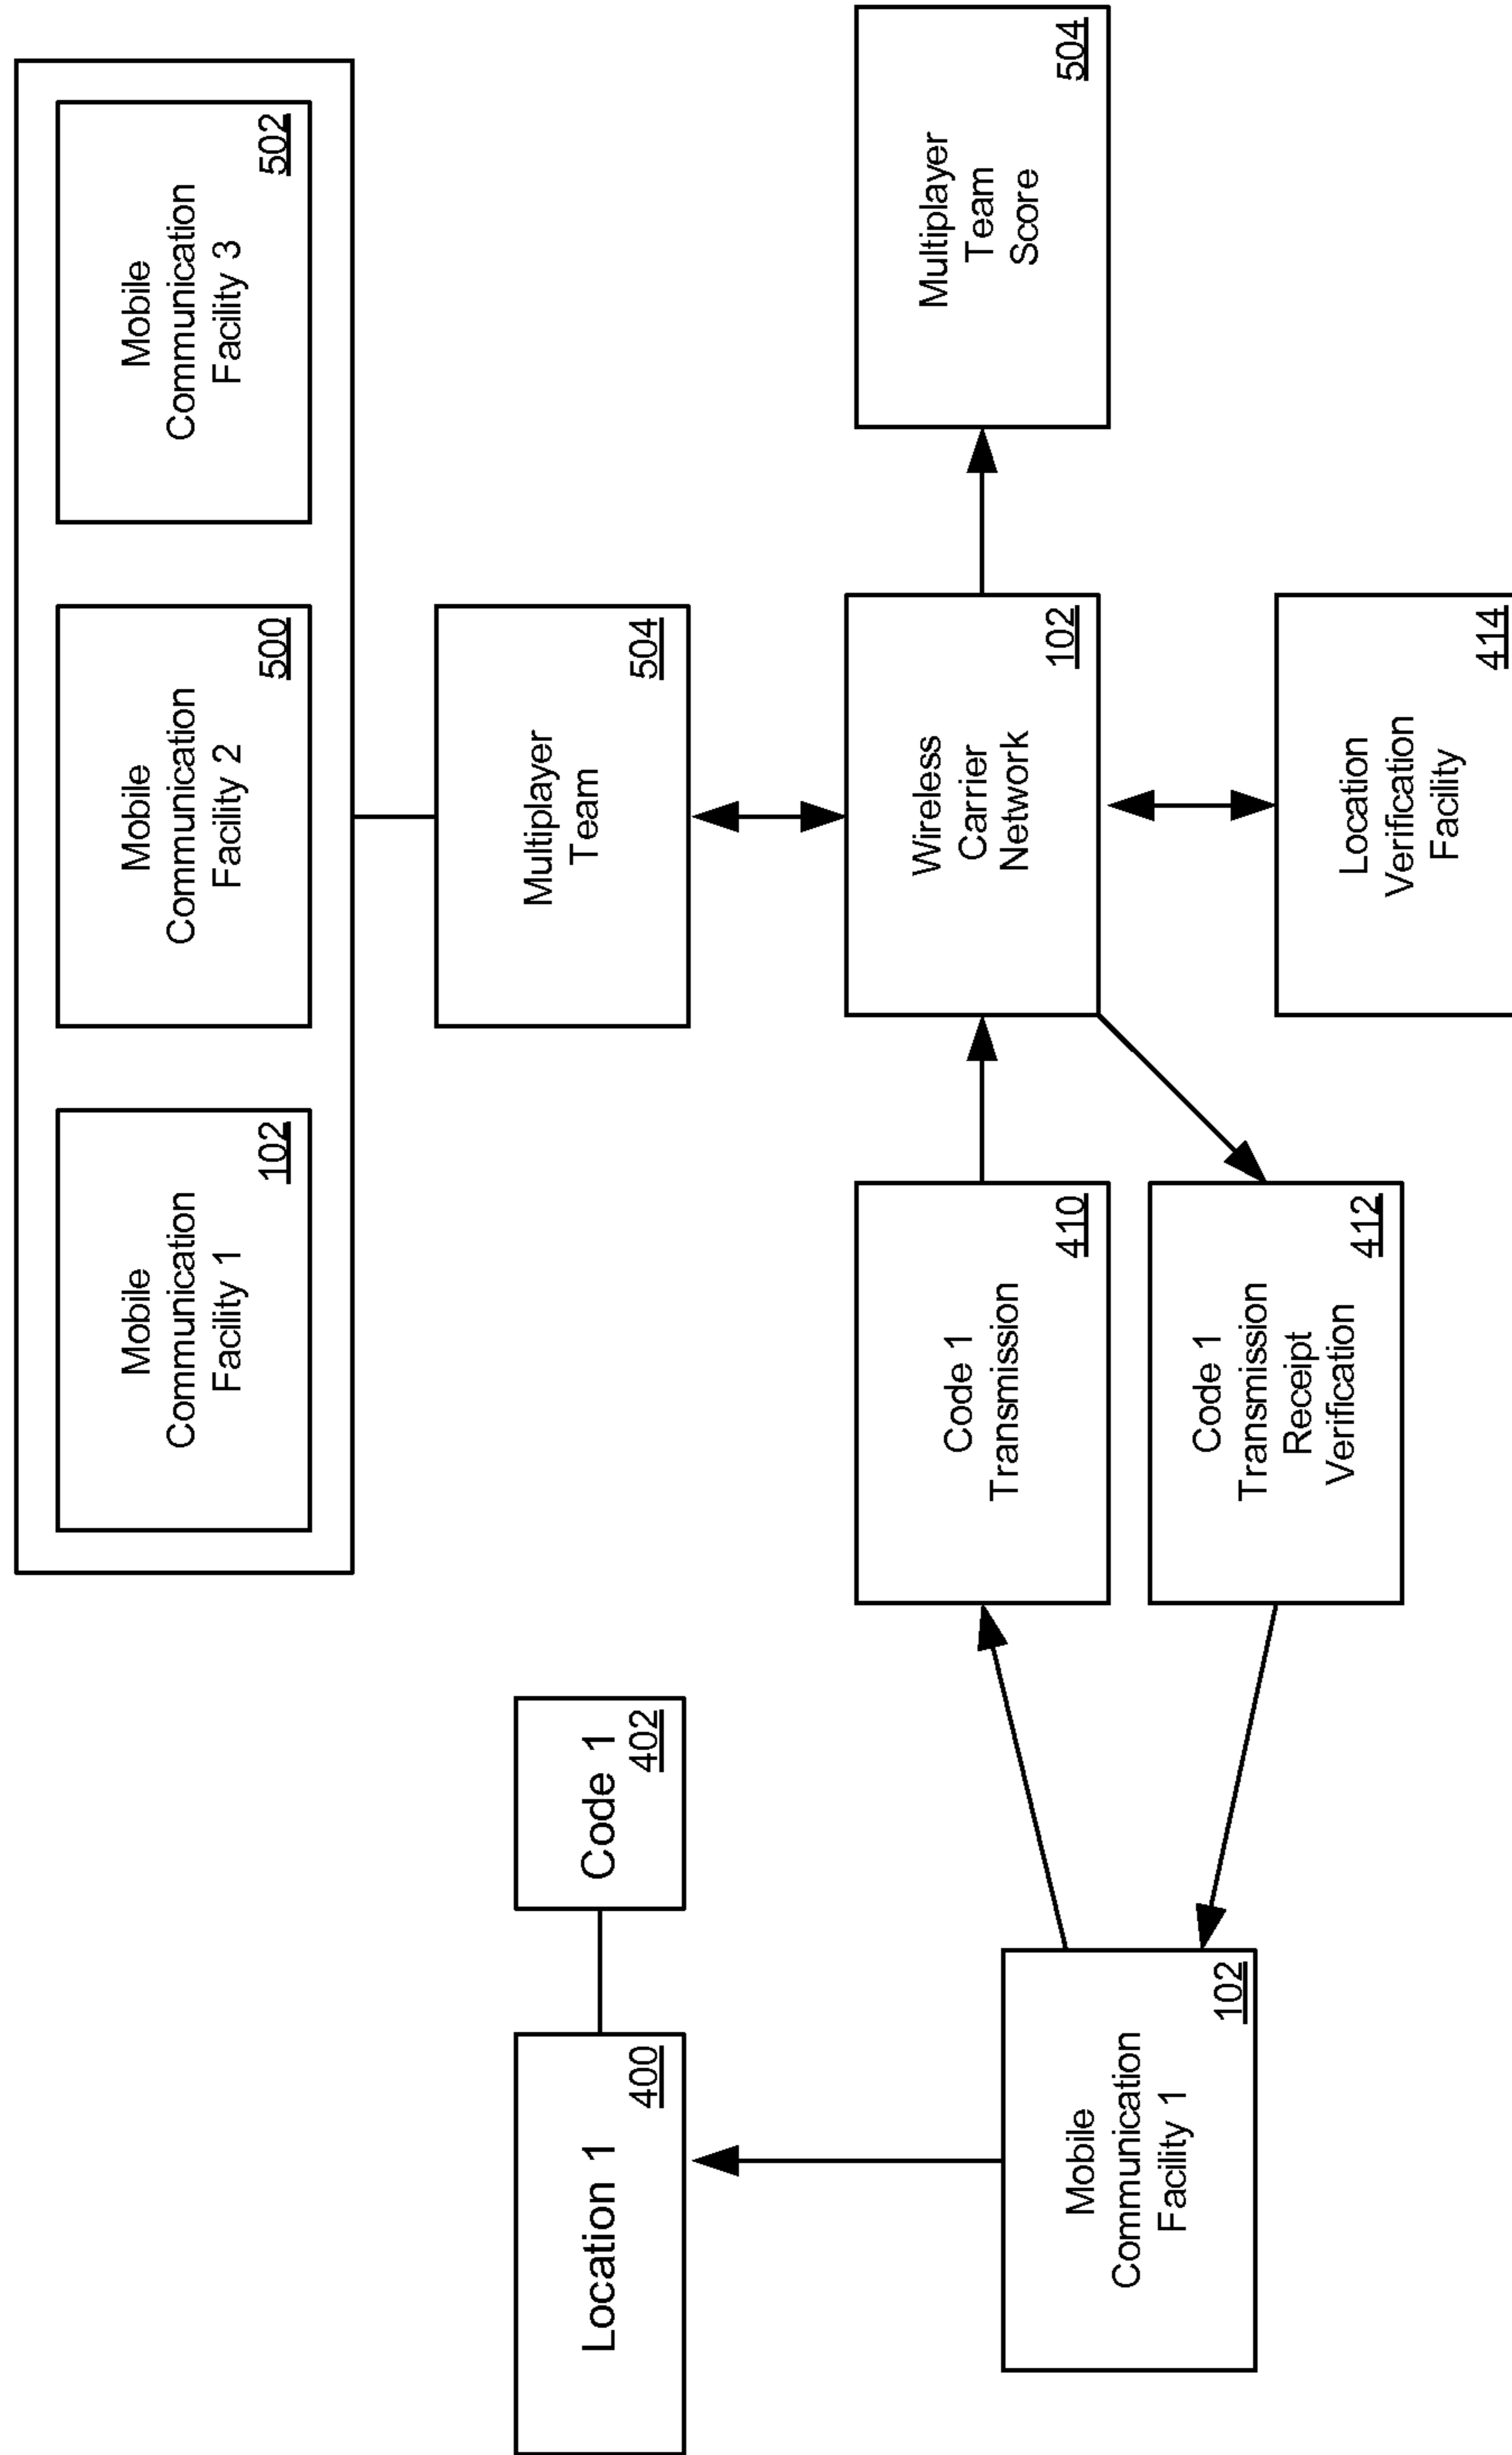 Mobile
Communication
Facility 1
102
Mobile
Communication
Facility 2
500
Mobile
Communication
Facility 3
502
Multiplayer
Team
504
Location 1
400
Code 1
402
Mobile
Communication
Facility 1
102
Code 1
Transmission
410
Code 1
Transmission
Receipt
Verification
412
Wireless
Carrier
Network
102
Multiplayer
Team
Score
504
Location
Verification
Facility
414